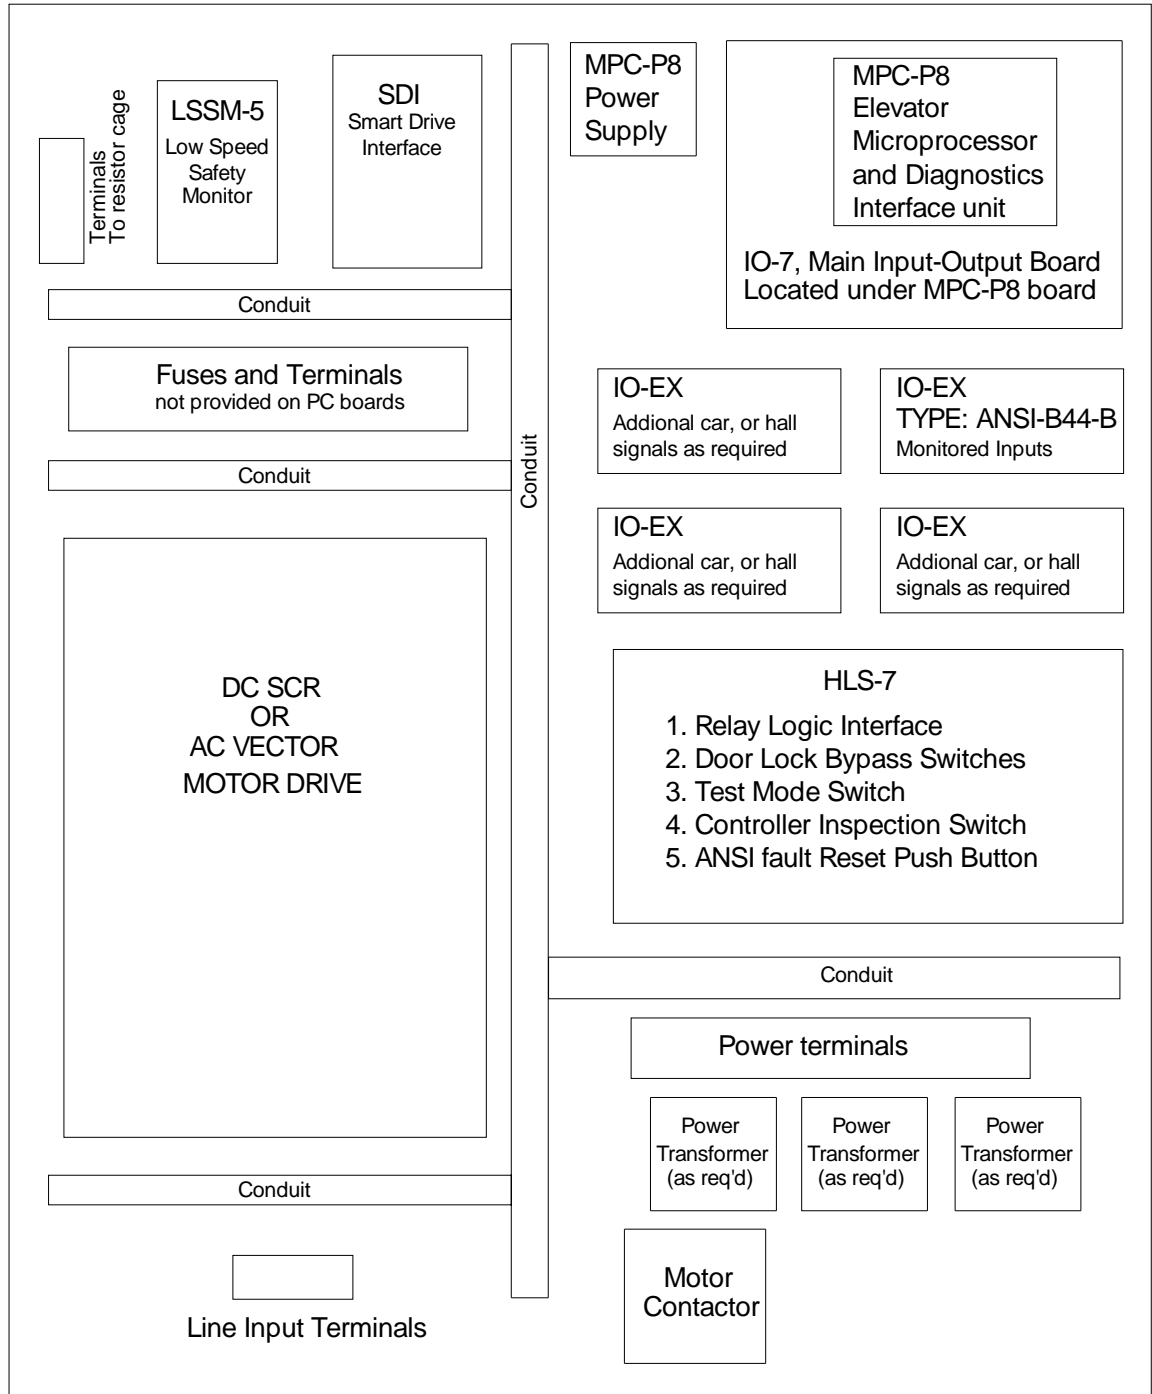 Terminals
To resistor cage
LSSM-5
Low Speed
Safety
Monitor
SDI
Smart Drive
Interface
MPC-P8
Power
Supply
MPC-P8
Elevator
Microprocessor
and Diagnostics
Interface unit
IO-7, Main Input-Output Board
Located under MPC-P8 board
Conduit
Fuses and Terminals
not provided on PC boards
Conduit
Conduit
IO-EX
Addional car, or hall
signals as required
IO-EX
TYPE: ANSI-B44-B
Monitored Inputs
IO-EX
Addional car, or hall
signals as required
IO-EX
Addional car, or hall
signals as required
DC SCR
OR
AC VECTOR
MOTOR DRIVE
HLS-7
1. Relay Logic Interface
2. Door Lock Bypass Switches
3. Test Mode Switch
4. Controller Inspection Switch
5. ANSI fault Reset Push Button
Conduit
Power terminals
Power
Transformer
(as req'd)
Power
Transformer
(as req'd)
Power
Transformer
(as req'd)
Conduit
Line Input Terminals
Motor
Contactor